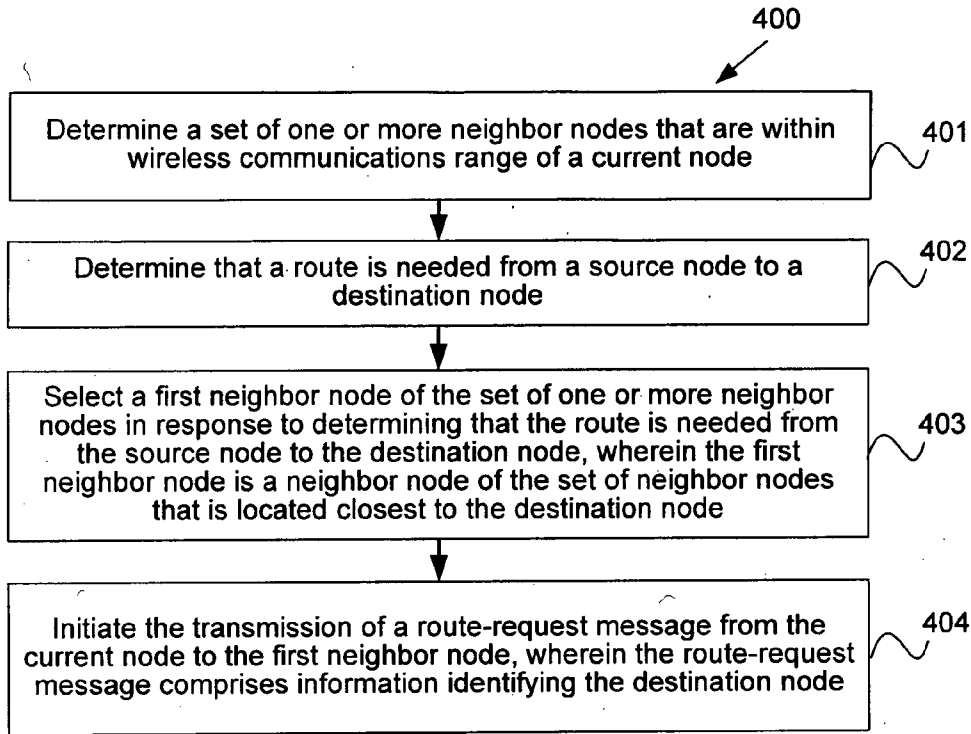 400
Determine a set of one or more neighbor nodes that are within
wireless communications range of a current node
401
Determine that a route is needed from a source node to a
destination node
402
Select a first neighbor node of the set of one or more neighbor
nodes in response to determining that the route is needed from
the source node to the destination node, wherein the first
neighbor node is a neighbor node of the set of neighbor nodes
that is located closest to the destination node
403
Initiate the transmission of a route-request message from the
current node to the first neighbor node, wherein the route-request
message comprises information identifying the destination node
404